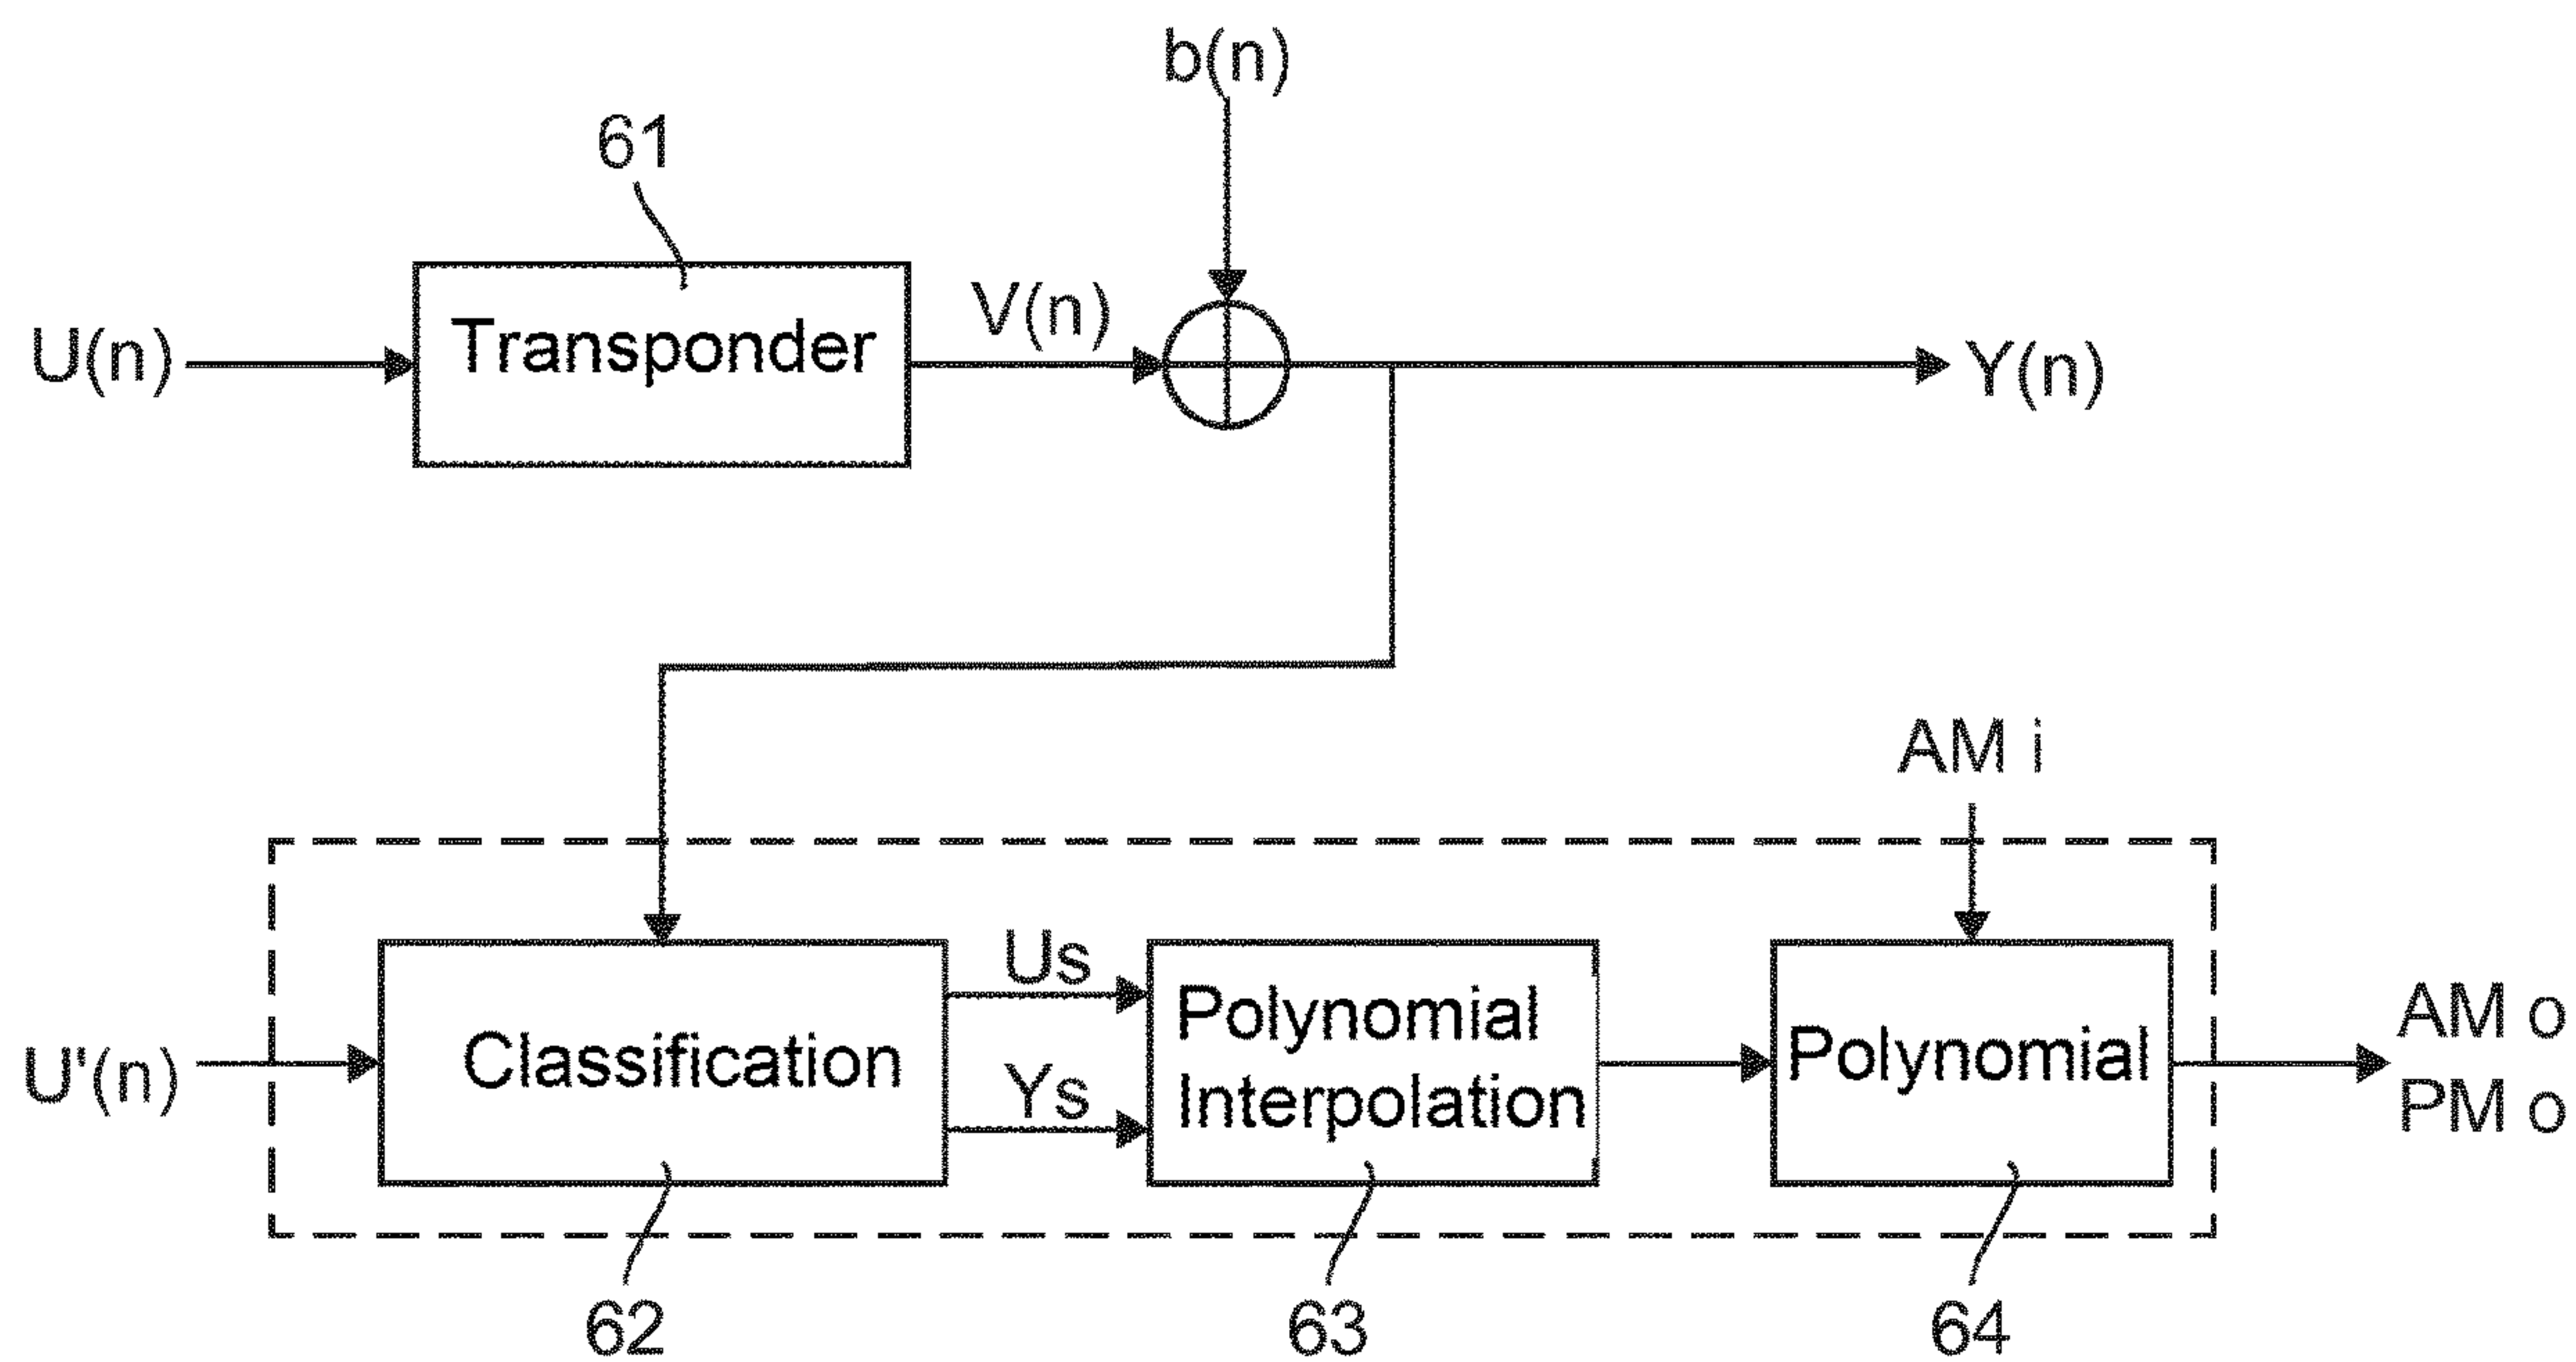 b(n)
61
U(n)
Transponder
V(n)
Y(n)
AM i
U'(n)
Classification
Us
Ys
Polynomial
Interpolation
Polynomial
AM o
PM o
62
63
64